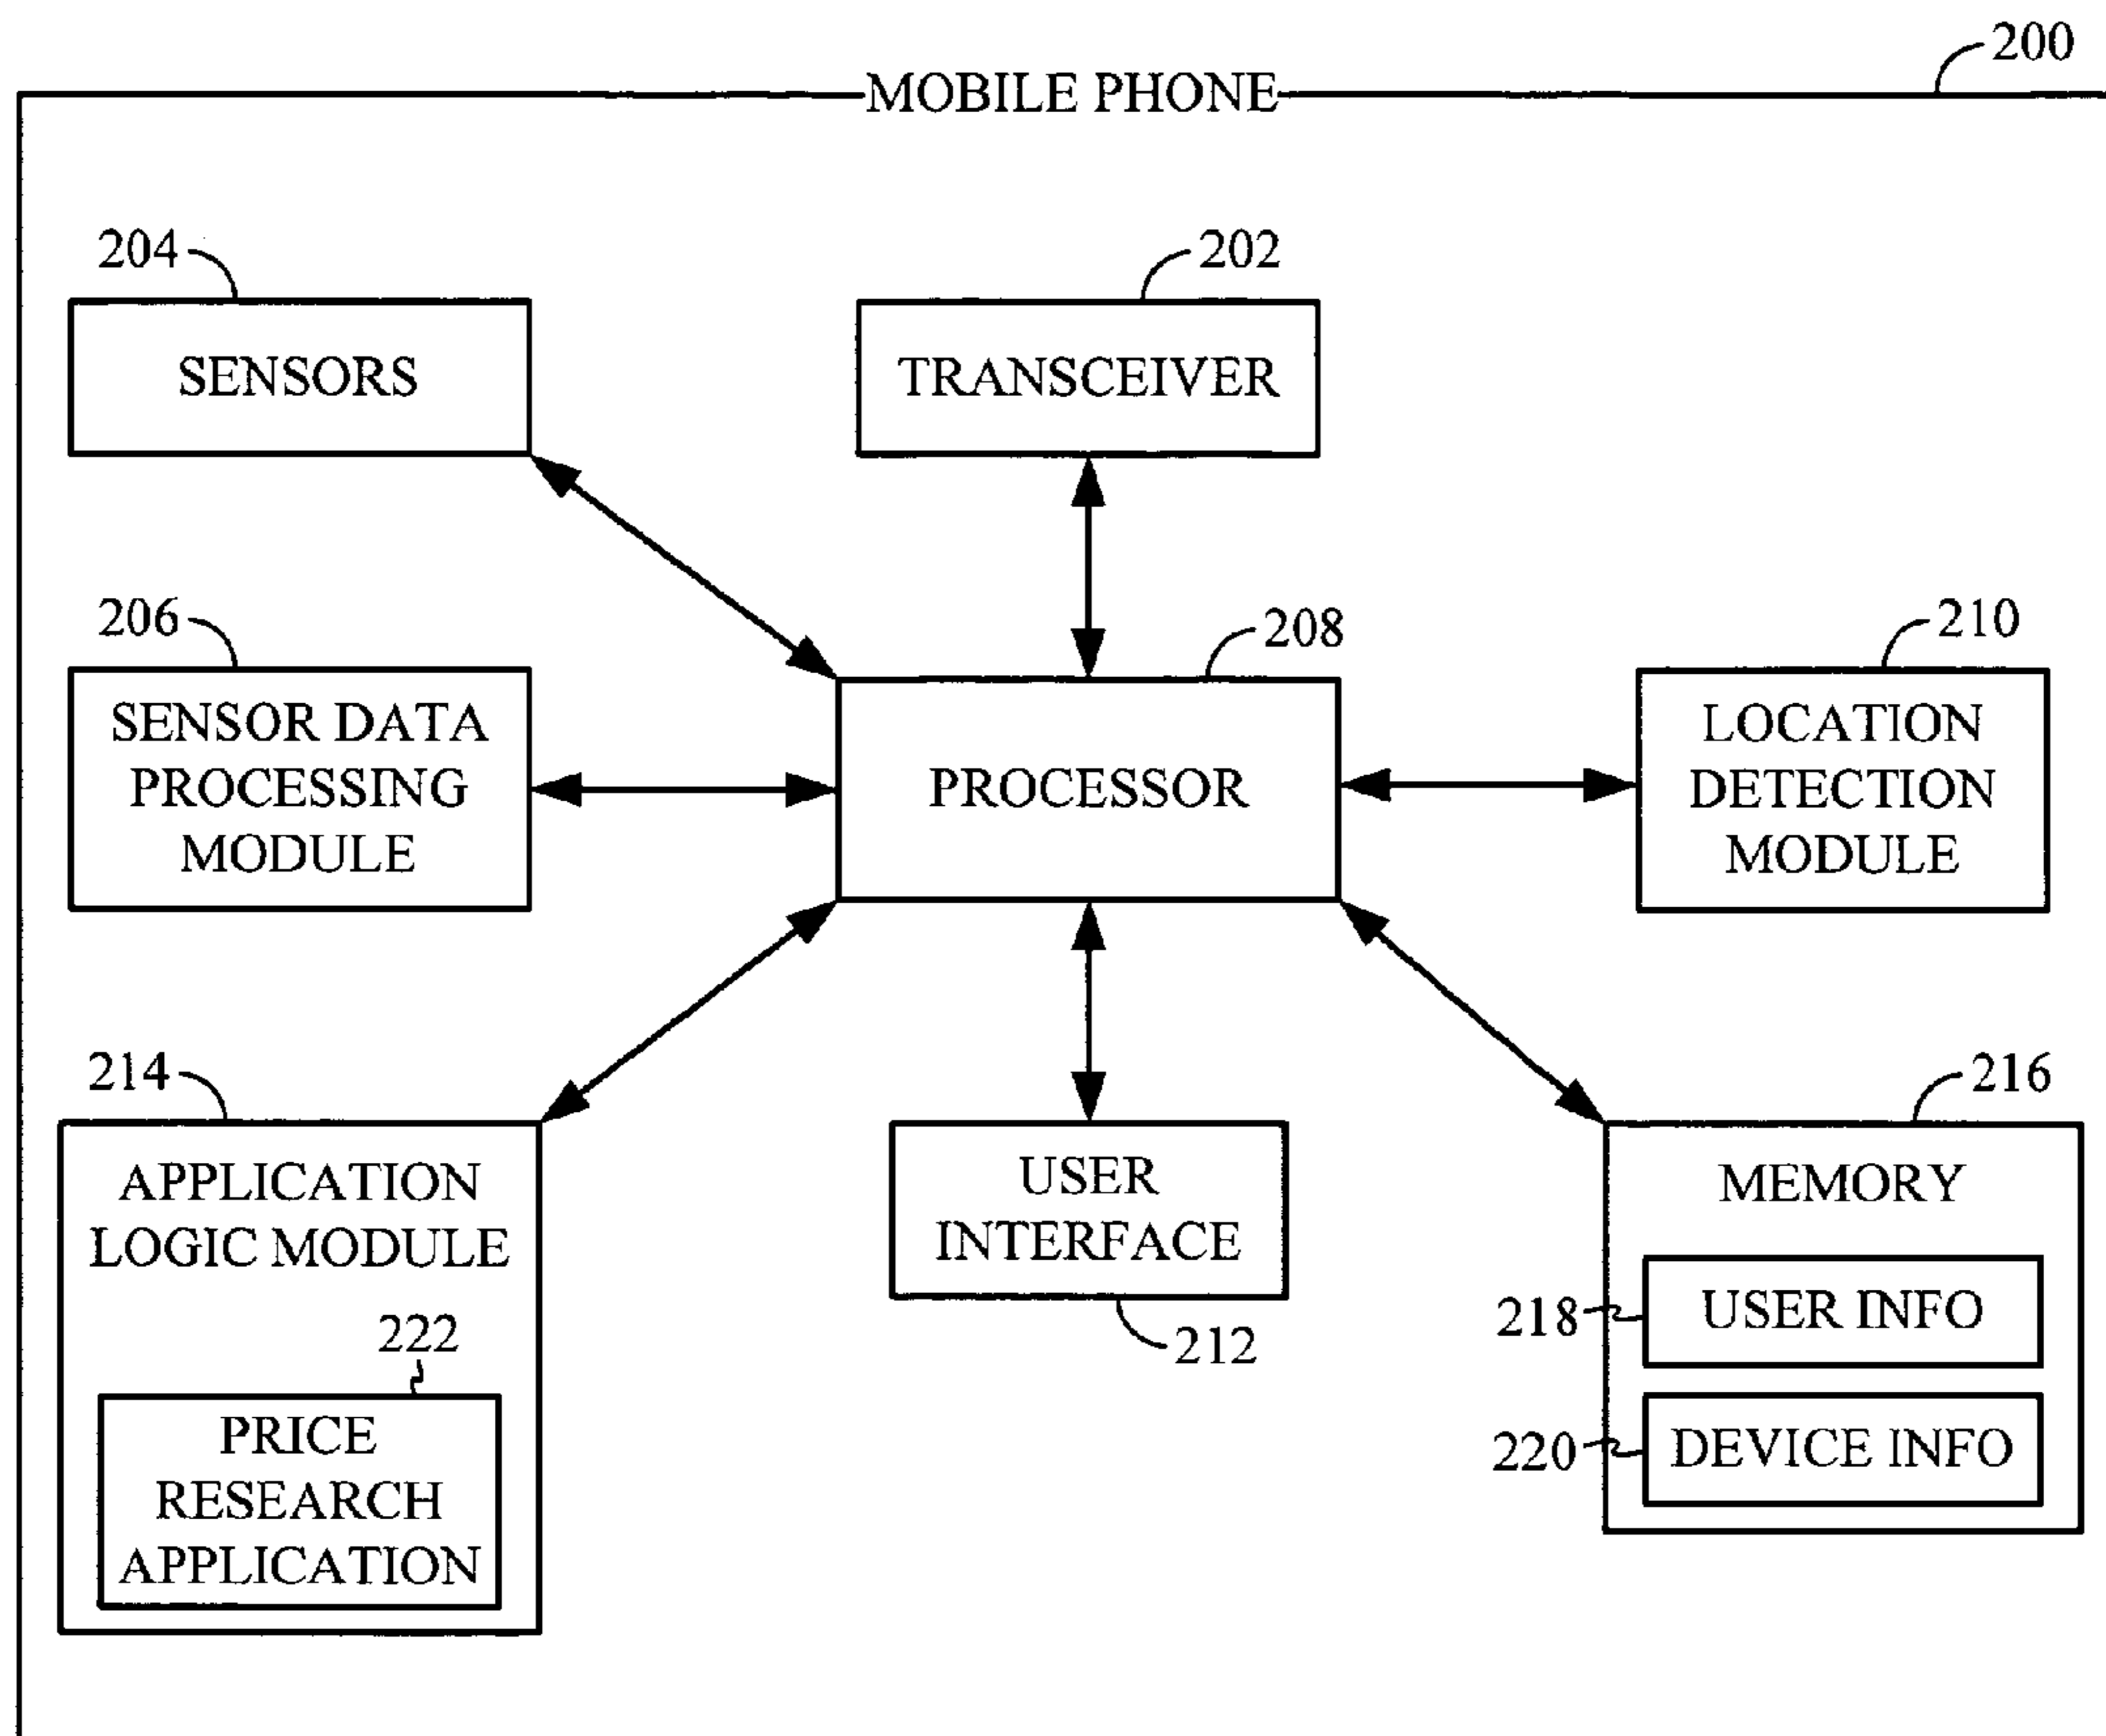 200
MOBILE PHONE
204
202
SENSORS
TRANSCEIVER
206
208
210
SENSOR DATA
PROCESSING
MODULE
PROCESSOR
LOCATION
DETECTION
MODULE
214
216
APPLICATION
LOGIC MODULE
USER
INTERFACE
212
MEMORY
218
USER INFO
220
DEVICE INFO
222
PRICE
RESEARCH
APPLICATION